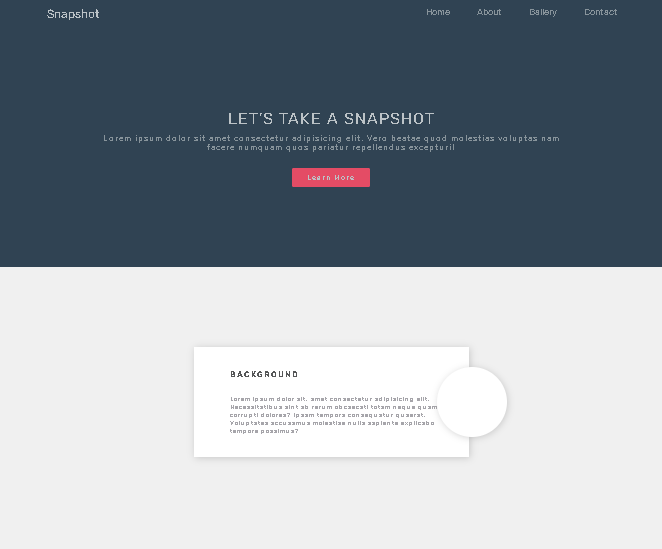 Snapshot
Home
About
Gallery
Contact
LET'S TAKE A SNAPSHOT
Lorem ipsum dolor sit amet consectetur adipisicing elit. Vero beatae quod molestias voluptas nam
facere numquam quos pariatur repellendus excepturi!
Learn More
BACKGROUND
Lorem ipsum dolor sit, amet consectetur adipisicing elit.
Necessitatibus sint ab rerum obcaecati totam neque quam
corrupti dolores? Ipsam tempora consequatur quaerat.
Voluptates accusamus molestiae nulla sapiente explicabo
tempora possimus?